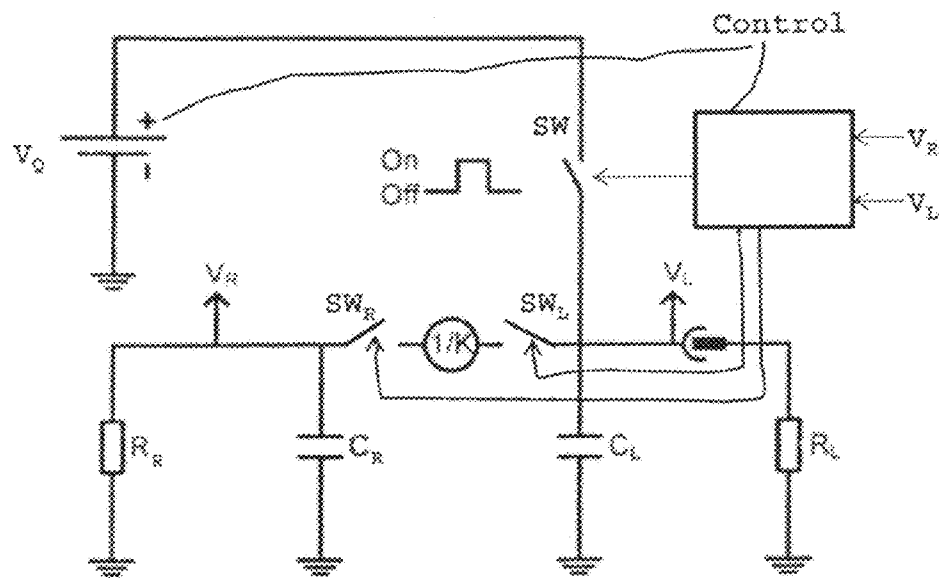 Control
SW
V_Q
+
On
Off
V_R
V_L
V_R
SW_R
SW_L
V_L
1/K
R_R
C_R
C_L
R_L